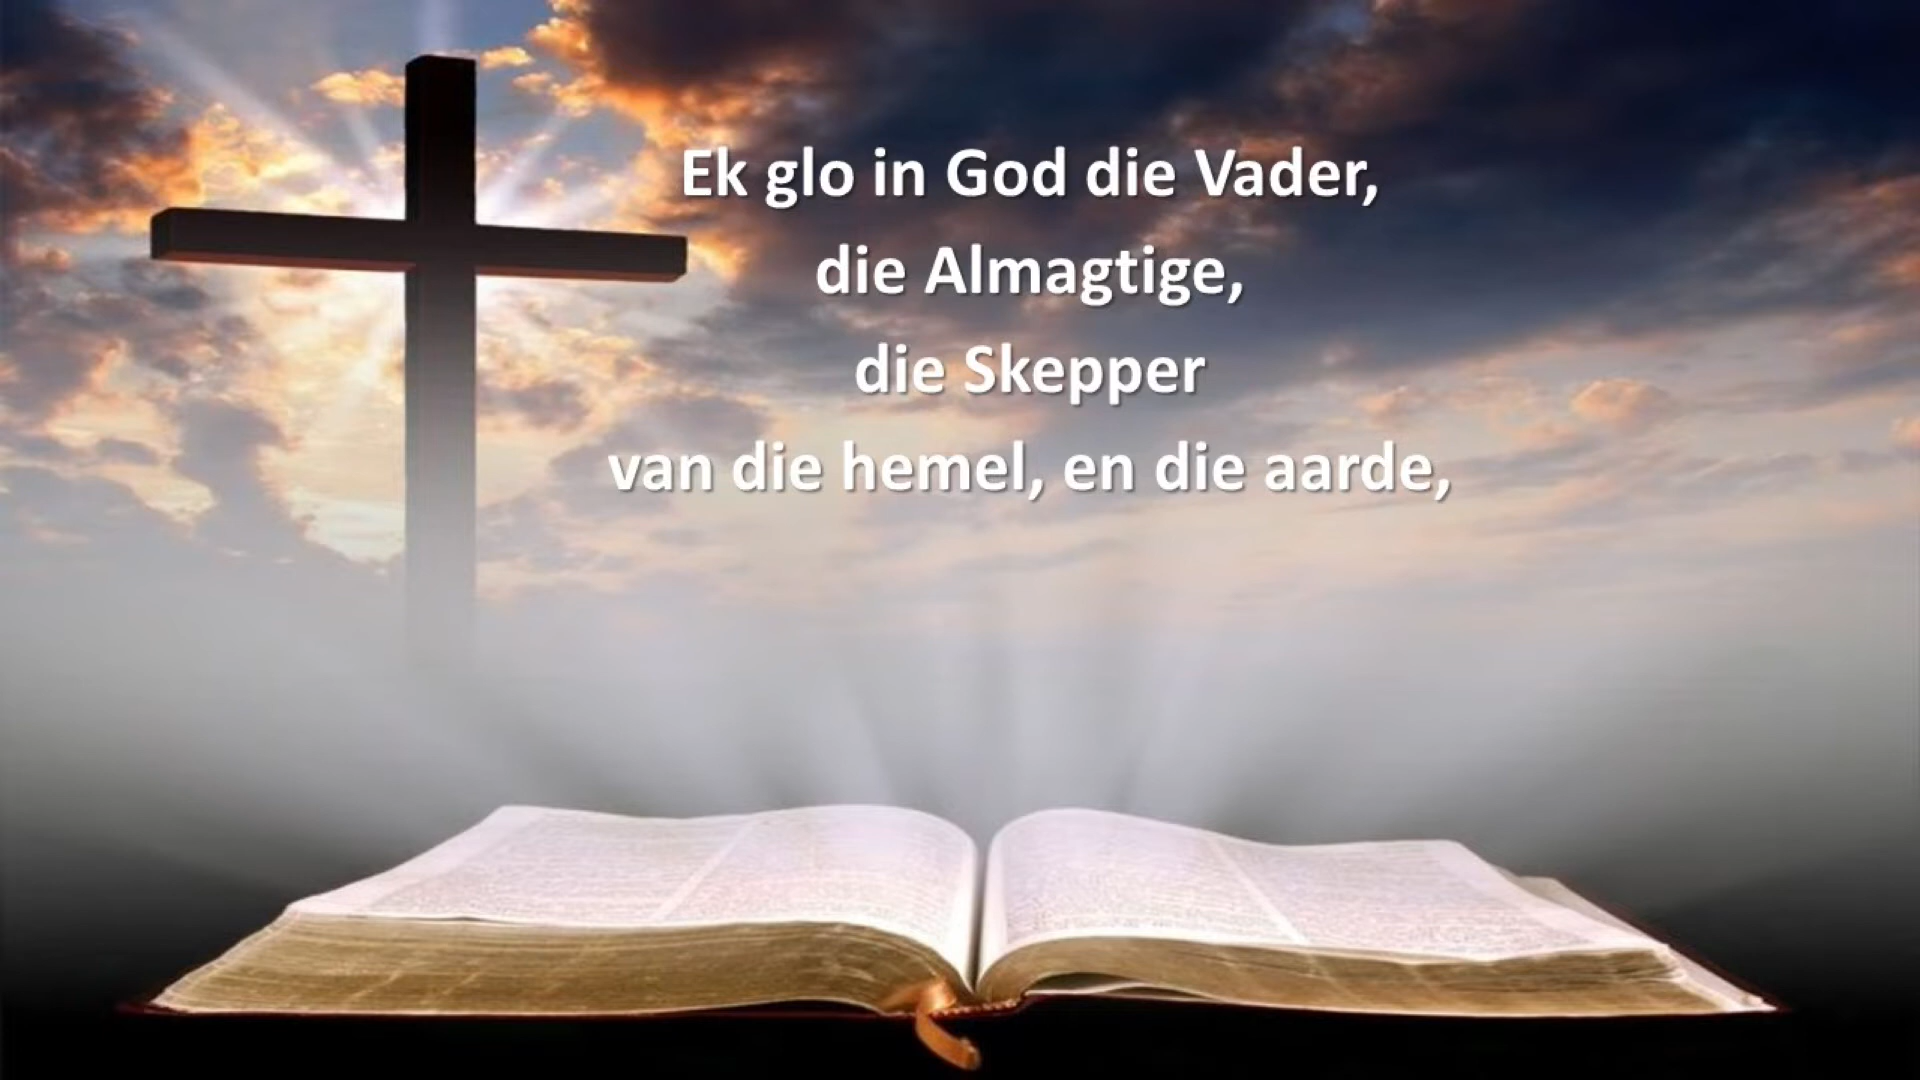 Ek glo in God die Vader,
die Almagtige,
die Skepper
van die hemel, en die aarde,